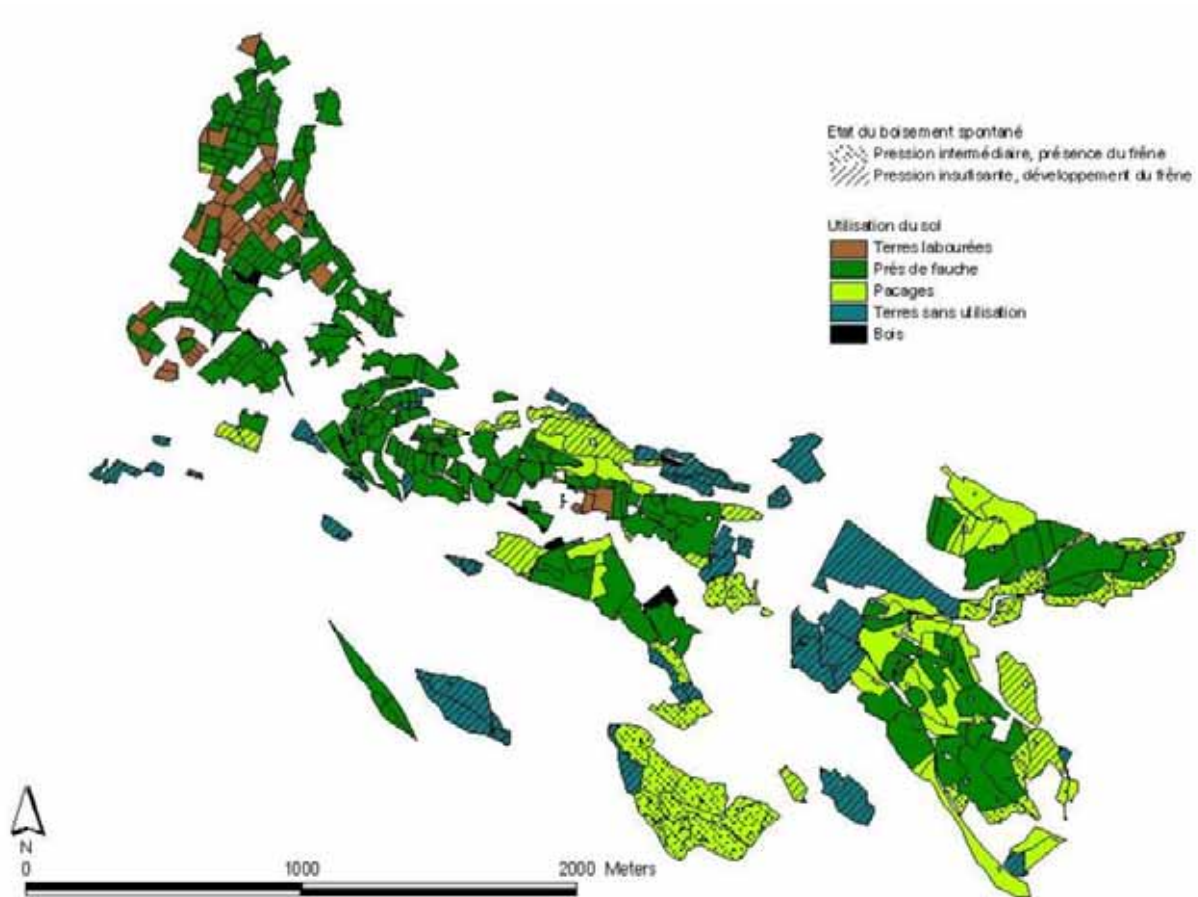 Etat du boisement spontané
Pression intermédiaire, présence du frêne
Pression insufisante, développement du frêne
Utilisation du sol
Terres labourées
Prés de fauche
Pacages
Terres sans utilisation
Bois
N
0 1000 2000 Meters